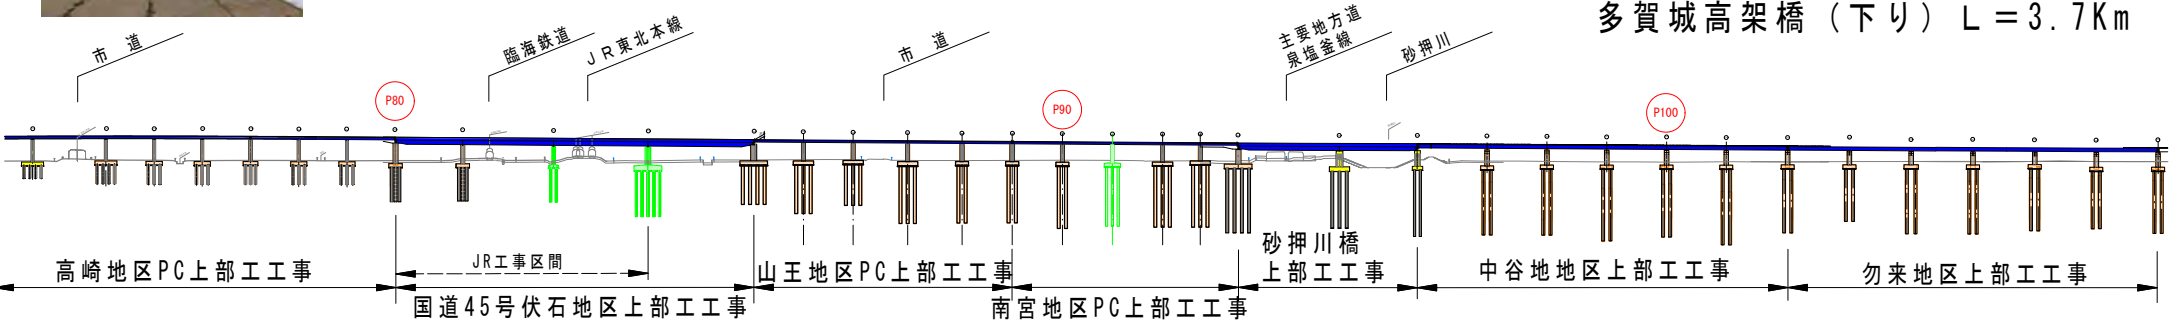 多賀城高架橋（下り）Ｌ＝3.7Km
市 道
臨海鉄道
ＪＲ東北本線
市 道
主要地方道
泉塩釜線
砂押川
P80
P90
P100
高崎地区PC上部工工事
JR工事区間
国道45号伏石地区上部工工事
山王地区PC上部工工事
南宮地区PC上部工工事
砂押川橋
上部工工事
中谷地地区上部工工事
勿来地区上部工工事